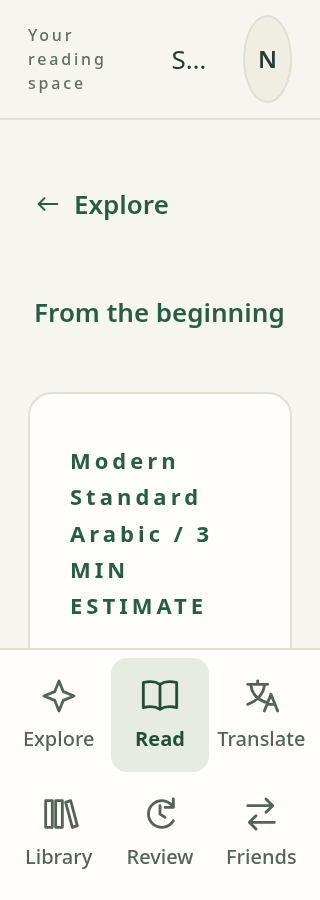 Your
reading
space
S...
N
← Explore
From the beginning
Modern
Standard
Arabic / 3
MIN
ESTIMATE
Explore
Read
Translate
Library
Review
Friends